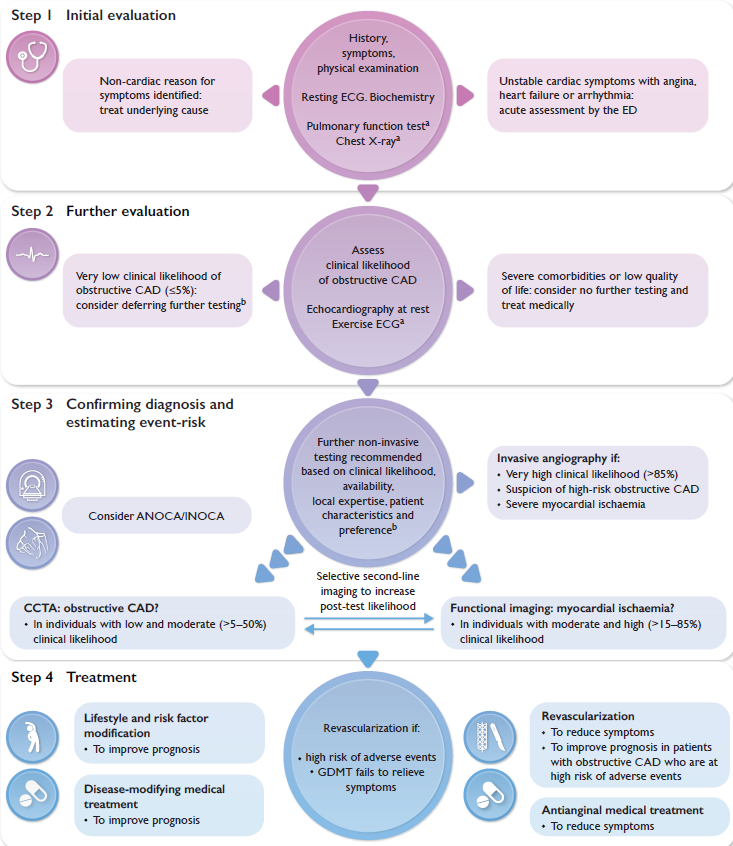 Step 1 Initial evaluation
History,
symptoms,
physical examination
Resting ECG. Biochemistry
Pulmonary function testᵃ
Chest X-rayᵃ
Non-cardiac reason for
symptoms identified:
treat underlying cause
Unstable cardiac symptoms with angina,
heart failure or arrhythmia:
acute assessment by the ED
Step 2 Further evaluation
Assess
clinical likelihood
of obstructive CAD
Echocardiography at rest
Exercise ECGᵃ
Very low clinical likelihood of
obstructive CAD (≤5%):
consider deferring further testingᵇ
Severe comorbidities or low quality
of life: consider no further testing and
treat medically
Step 3 Confirming diagnosis and
estimating event-risk
Further non-invasive
testing recommended
based on clinical likelihood,
availability,
local expertise, patient
characteristics and
preferenceᵇ
Consider ANOCA/INOCA
Invasive angiography if:
• Very high clinical likelihood (>85%)
• Suspicion of high-risk obstructive CAD
• Severe myocardial ischaemia
Selective second-line
imaging to increase
post-test likelihood
CCTA: obstructive CAD?
• In individuals with low and moderate (>5–50%)
clinical likelihood
Functional imaging: myocardial ischaemia?
• In individuals with moderate and high (>15–85%)
clinical likelihood
Step 4 Treatment
Lifestyle and risk factor
modification
• To improve prognosis
Disease-modifying medical
treatment
• To improve prognosis
Revascularization if:
• high risk of adverse events
• GDMT fails to relieve
symptoms
Revascularization
• To reduce symptoms
• To improve prognosis in patients
with obstructive CAD who are at
high risk of adverse events
Antianginal medical treatment
• To reduce symptoms